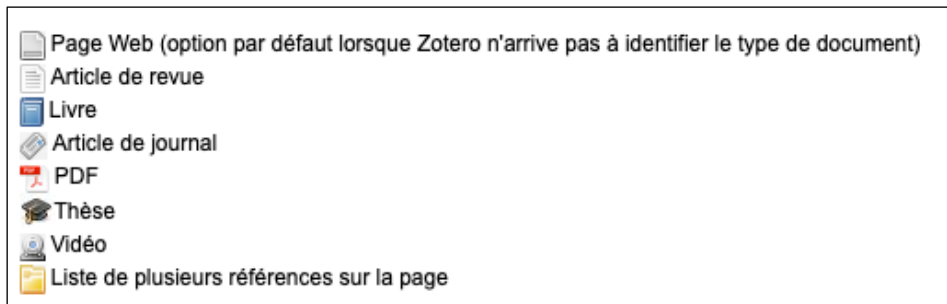 Page Web (option par défaut lorsque Zotero n'arrive pas à identifier le type de document)
Article de revue
Livre
Article de journal
PDF
Thèse
Vidéo
Liste de plusieurs références sur la page